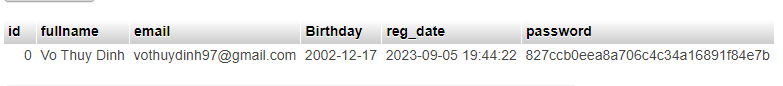 id fullname email Birthday reg_date password
0 Vo Thuy Dinh vothuydinh97@gmail.com 2002-12-17 2023-09-05 19:44:22 827ccb0eea8a706c4c34a16891f84e7b